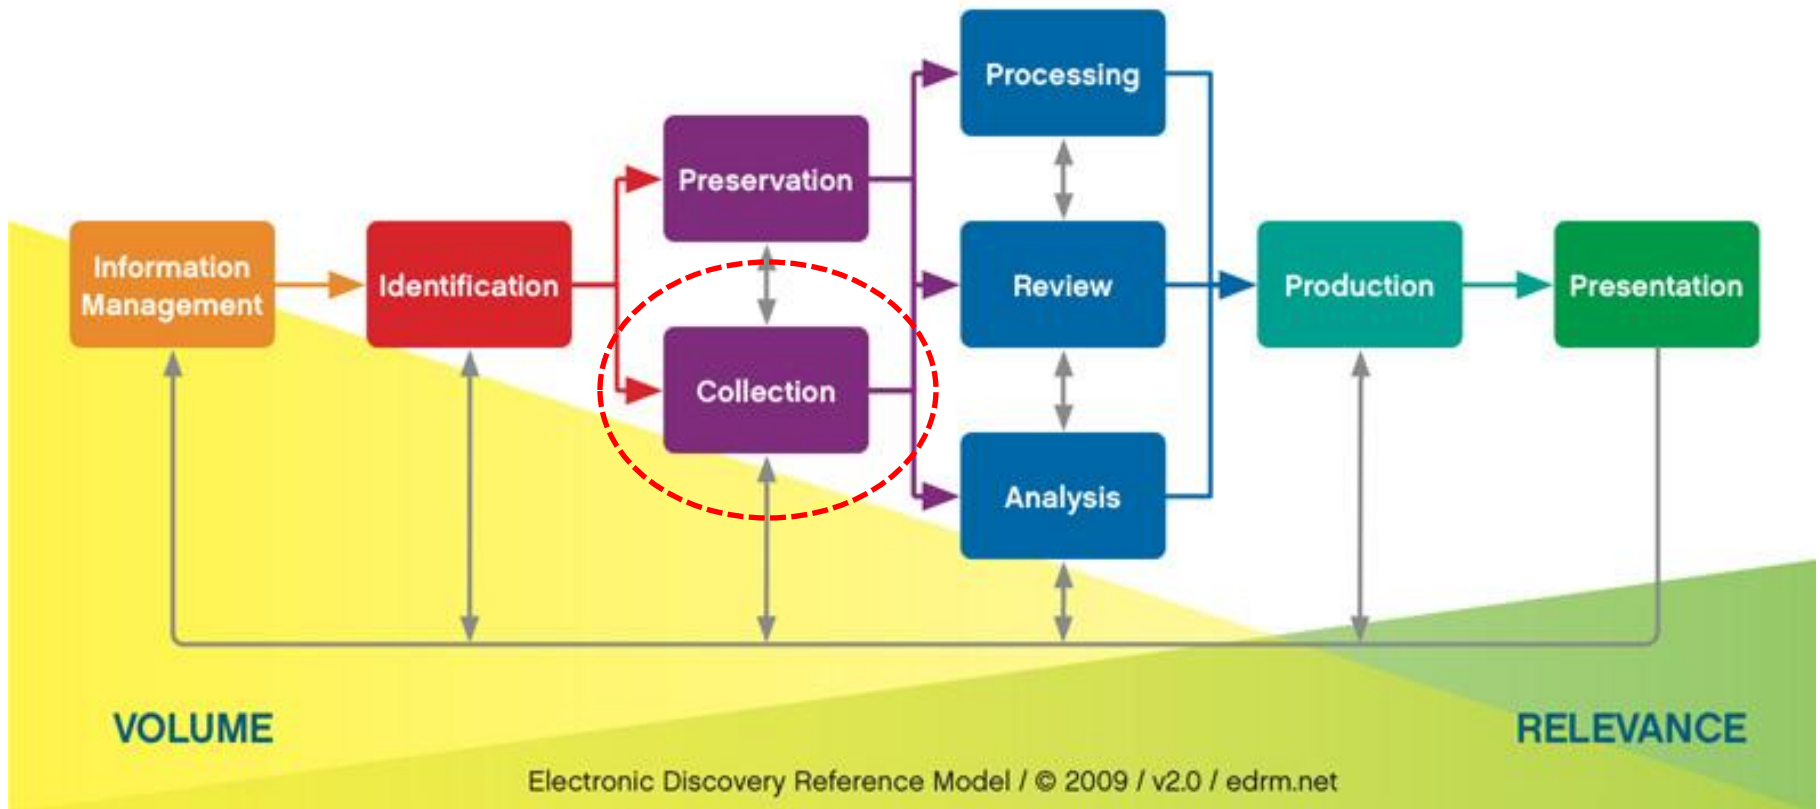 Processing
Preservation
Information
Management
Identification
Review
Production
Presentation
Collection
Analysis
VOLUME
RELEVANCE
Electronic Discovery Reference Model / © 2009 / v2.0 / edrm.net